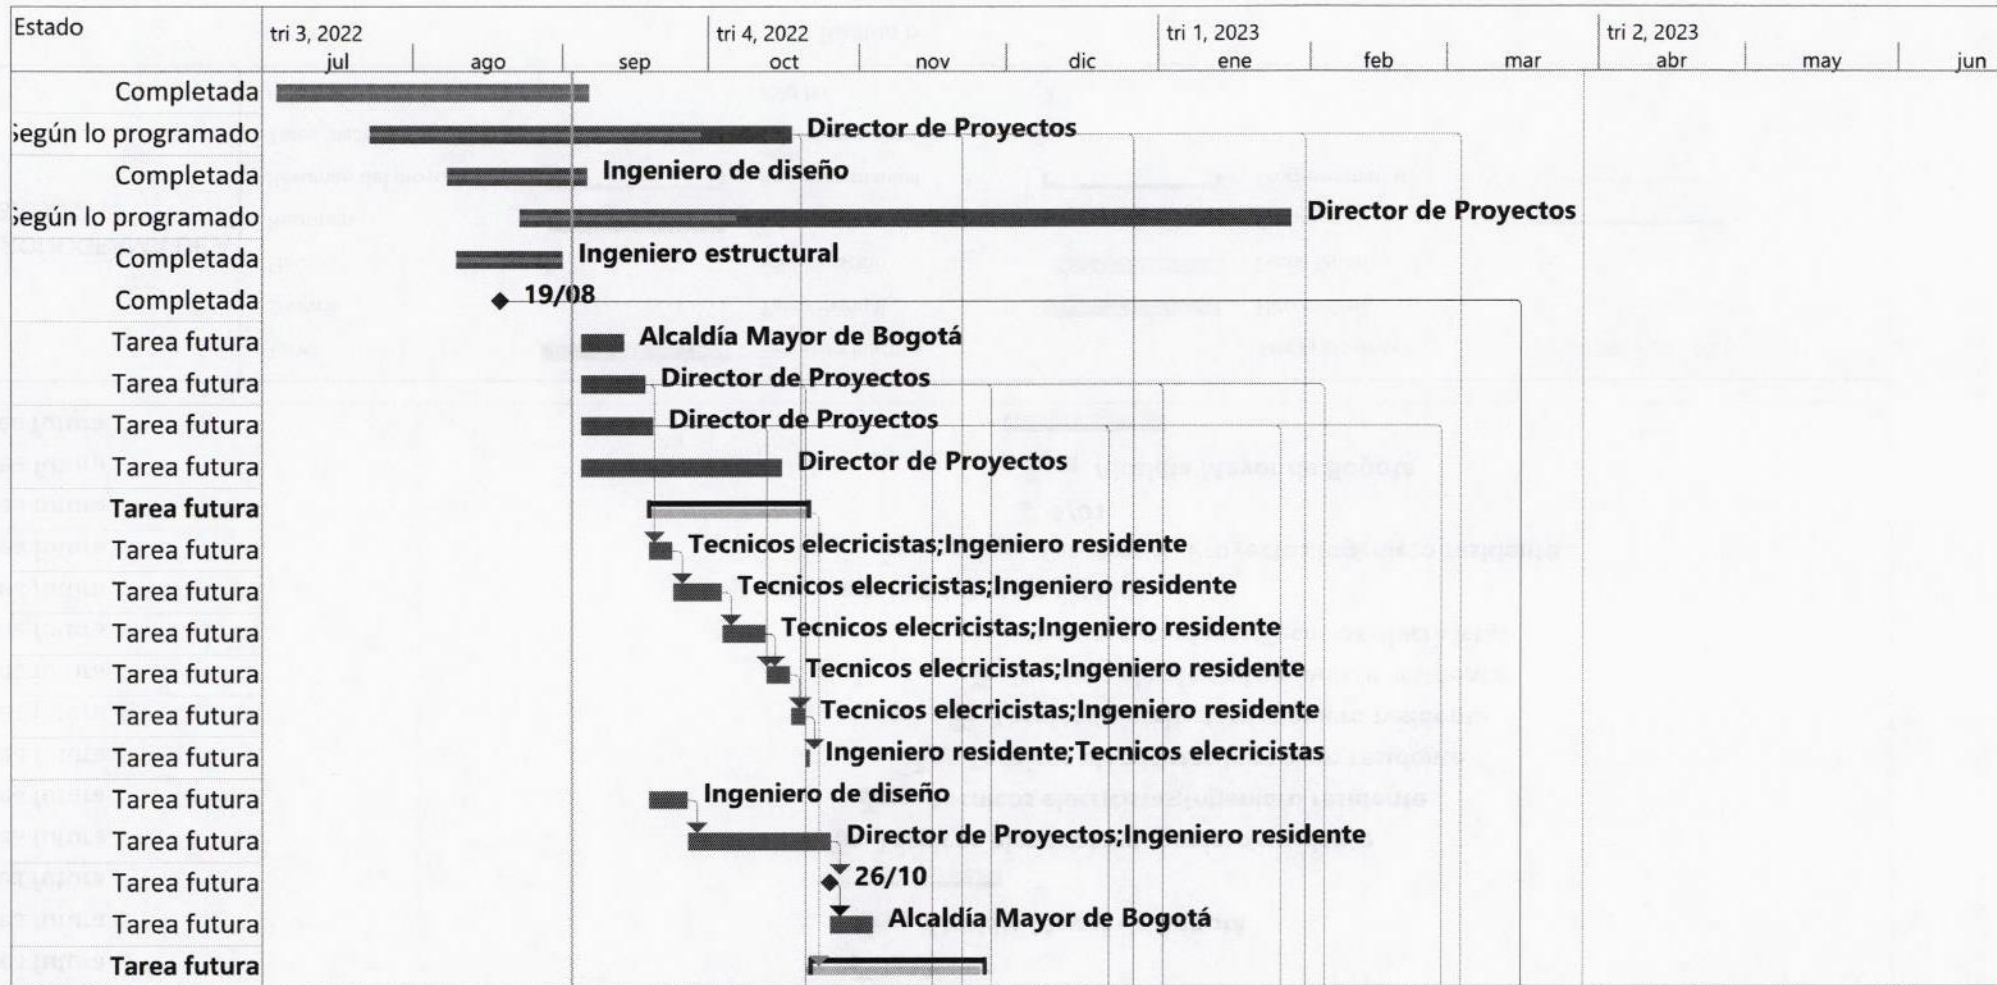 Estado
tri 3, 2022 tri 4, 2022 tri 1, 2023 tri 2, 2023
jul ago sep oct nov dic ene feb mar abr may jun
Completada
Según lo programado Director de Proyectos
Completada Ingeniero de diseño
Según lo programado Director de Proyectos
Completada Ingeniero estructural
Completada 19/08
Tarea futura Alcaldía Mayor de Bogotá
Tarea futura Director de Proyectos
Tarea futura Director de Proyectos
Tarea futura Director de Proyectos
Tarea futura
Tarea futura Tecnicos elecricistas;Ingeniero residente
Tarea futura Tecnicos elecricistas;Ingeniero residente
Tarea futura Tecnicos elecricistas;Ingeniero residente
Tarea futura Tecnicos elecricistas;Ingeniero residente
Tarea futura Tecnicos elecricistas;Ingeniero residente
Tarea futura Ingeniero residente;Tecnicos elecricistas
Tarea futura Ingeniero de diseño
Tarea futura Director de Proyectos;Ingeniero residente
Tarea futura 26/10
Tarea futura Alcaldía Mayor de Bogotá
Tarea futura